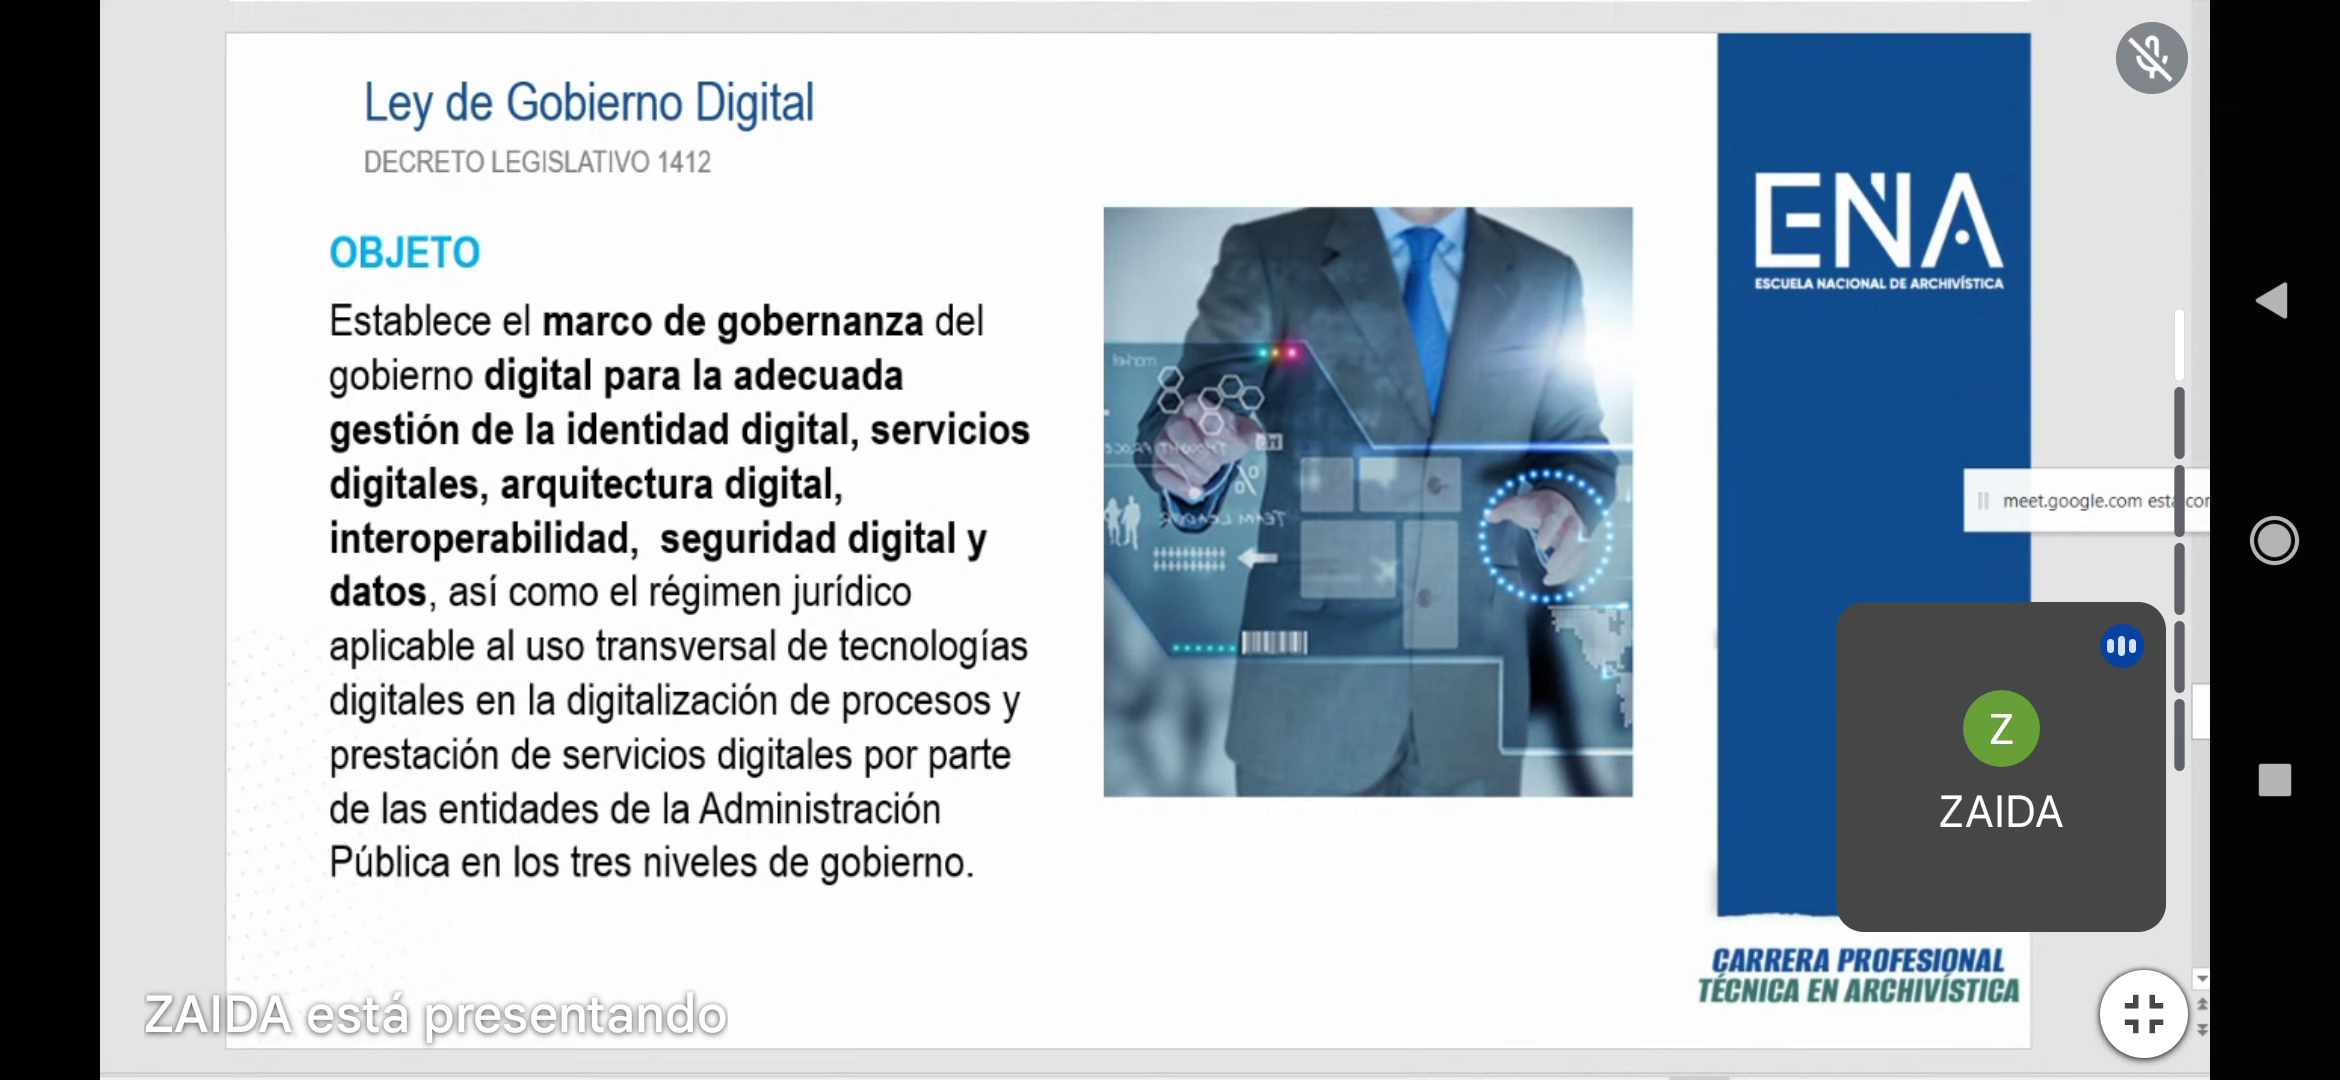 Ley de Gobierno Digital
DECRETO LEGISLATIVO 1412
OBJETO
Establece el marco de gobernanza del
gobierno digital para la adecuada
gestión de la identidad digital, servicios
digitales, arquitectura digital,
interoperabilidad, seguridad digital y
datos, así como el régimen jurídico
aplicable al uso transversal de tecnologías
digitales en la digitalización de procesos y
prestación de servicios digitales por parte
de las entidades de la Administración
Pública en los tres niveles de gobierno.
market
TEAM LEADER
%
ENA
ESCUELA NACIONAL DE ARCHIVÍSTICA
meet.google.com está
Z
ZAIDA
CARRERA PROFESIONAL
TÉCNICA EN ARCHIVÍSTICA
ZAIDA está presentando